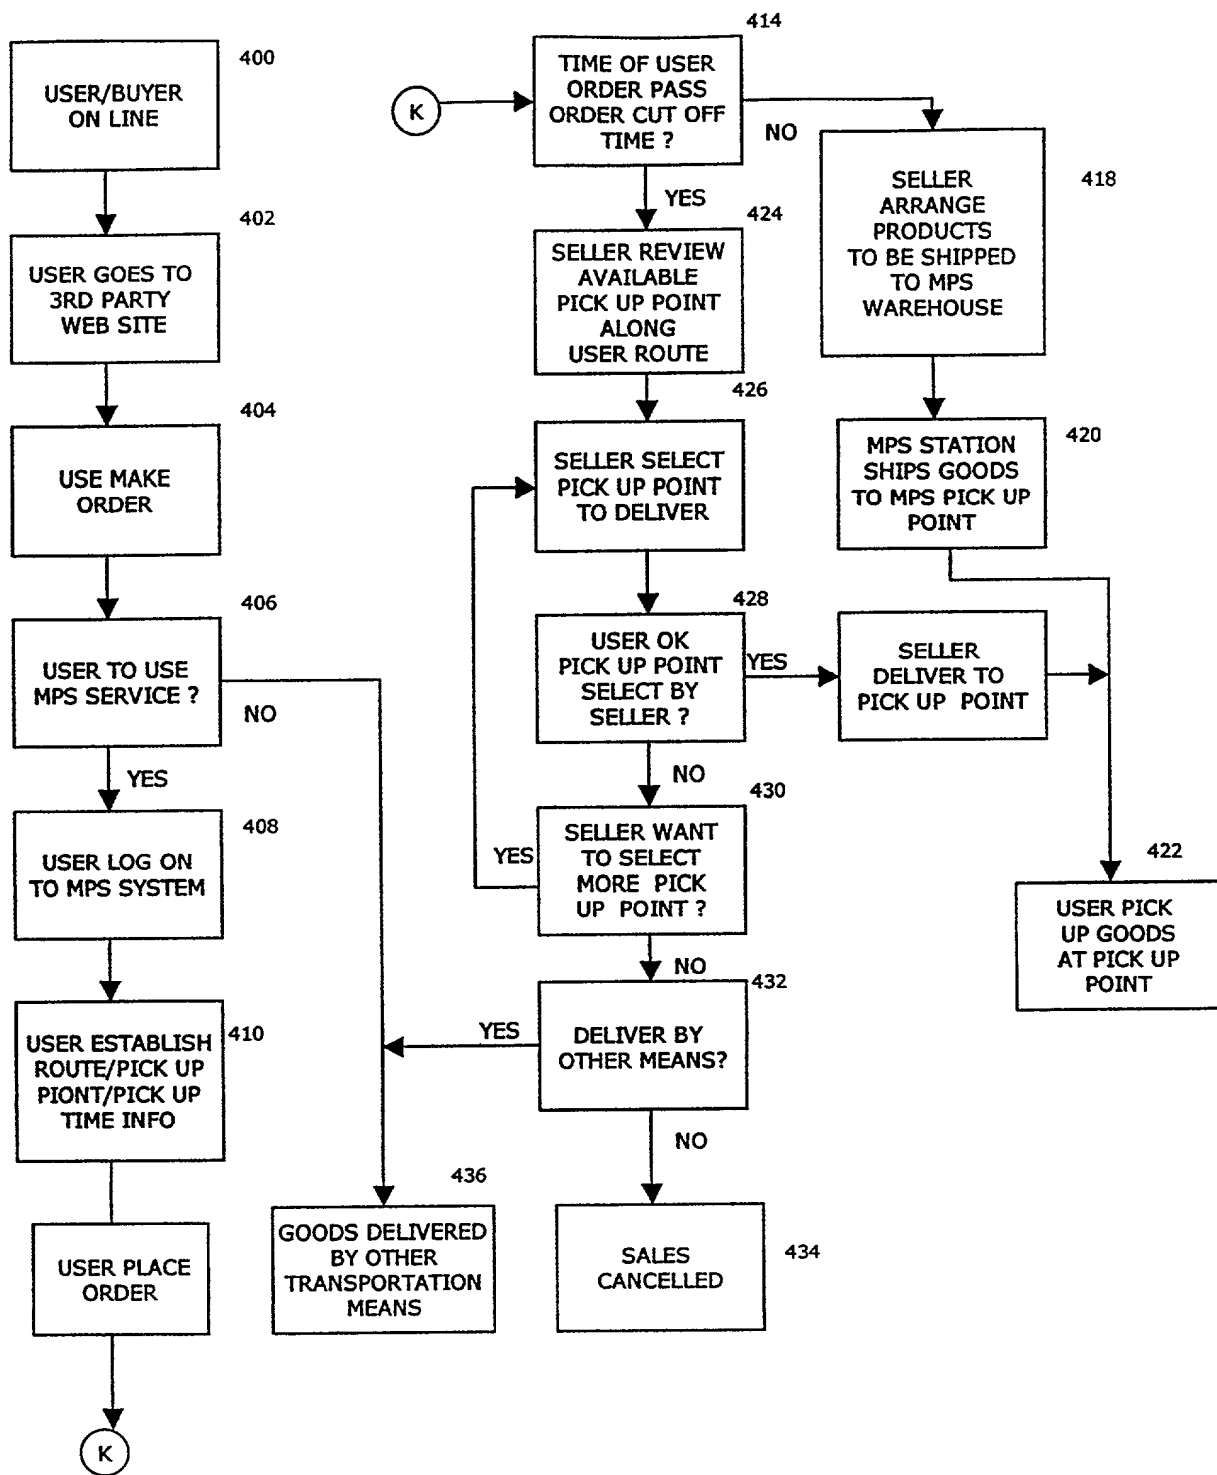 400
USER/BUYER
ON LINE
402
USER GOES TO
3RD PARTY
WEB SITE
404
USE MAKE
ORDER
406
USER TO USE
MPS SERVICE ?
NO
YES
408
USER LOG ON
TO MPS SYSTEM
410
USER ESTABLISH
ROUTE/PICK UP
PIONT/PICK UP
TIME INFO
USER PLACE
ORDER
K
K
414
TIME OF USER
ORDER PASS
ORDER CUT OFF
TIME ?
NO
YES
418
SELLER
ARRANGE
PRODUCTS
TO BE SHIPPED
TO MPS
WAREHOUSE
420
MPS STATION
SHIPS GOODS
TO MPS PICK UP
POINT
424
SELLER REVIEW
AVAILABLE
PICK UP POINT
ALONG
USER ROUTE
426
SELLER SELECT
PICK UP POINT
TO DELIVER
428
USER OK
PICK UP POINT
SELECT BY
SELLER ?
YES
SELLER
DELIVER TO
PICK UP POINT
NO
430
SELLER WANT
TO SELECT
MORE PICK
UP POINT ?
YES
NO
422
USER PICK
UP GOODS
AT PICK UP
POINT
432
DELIVER BY
OTHER MEANS?
YES
NO
436
GOODS DELIVERED
BY OTHER
TRANSPORTATION
MEANS
434
SALES
CANCELLED